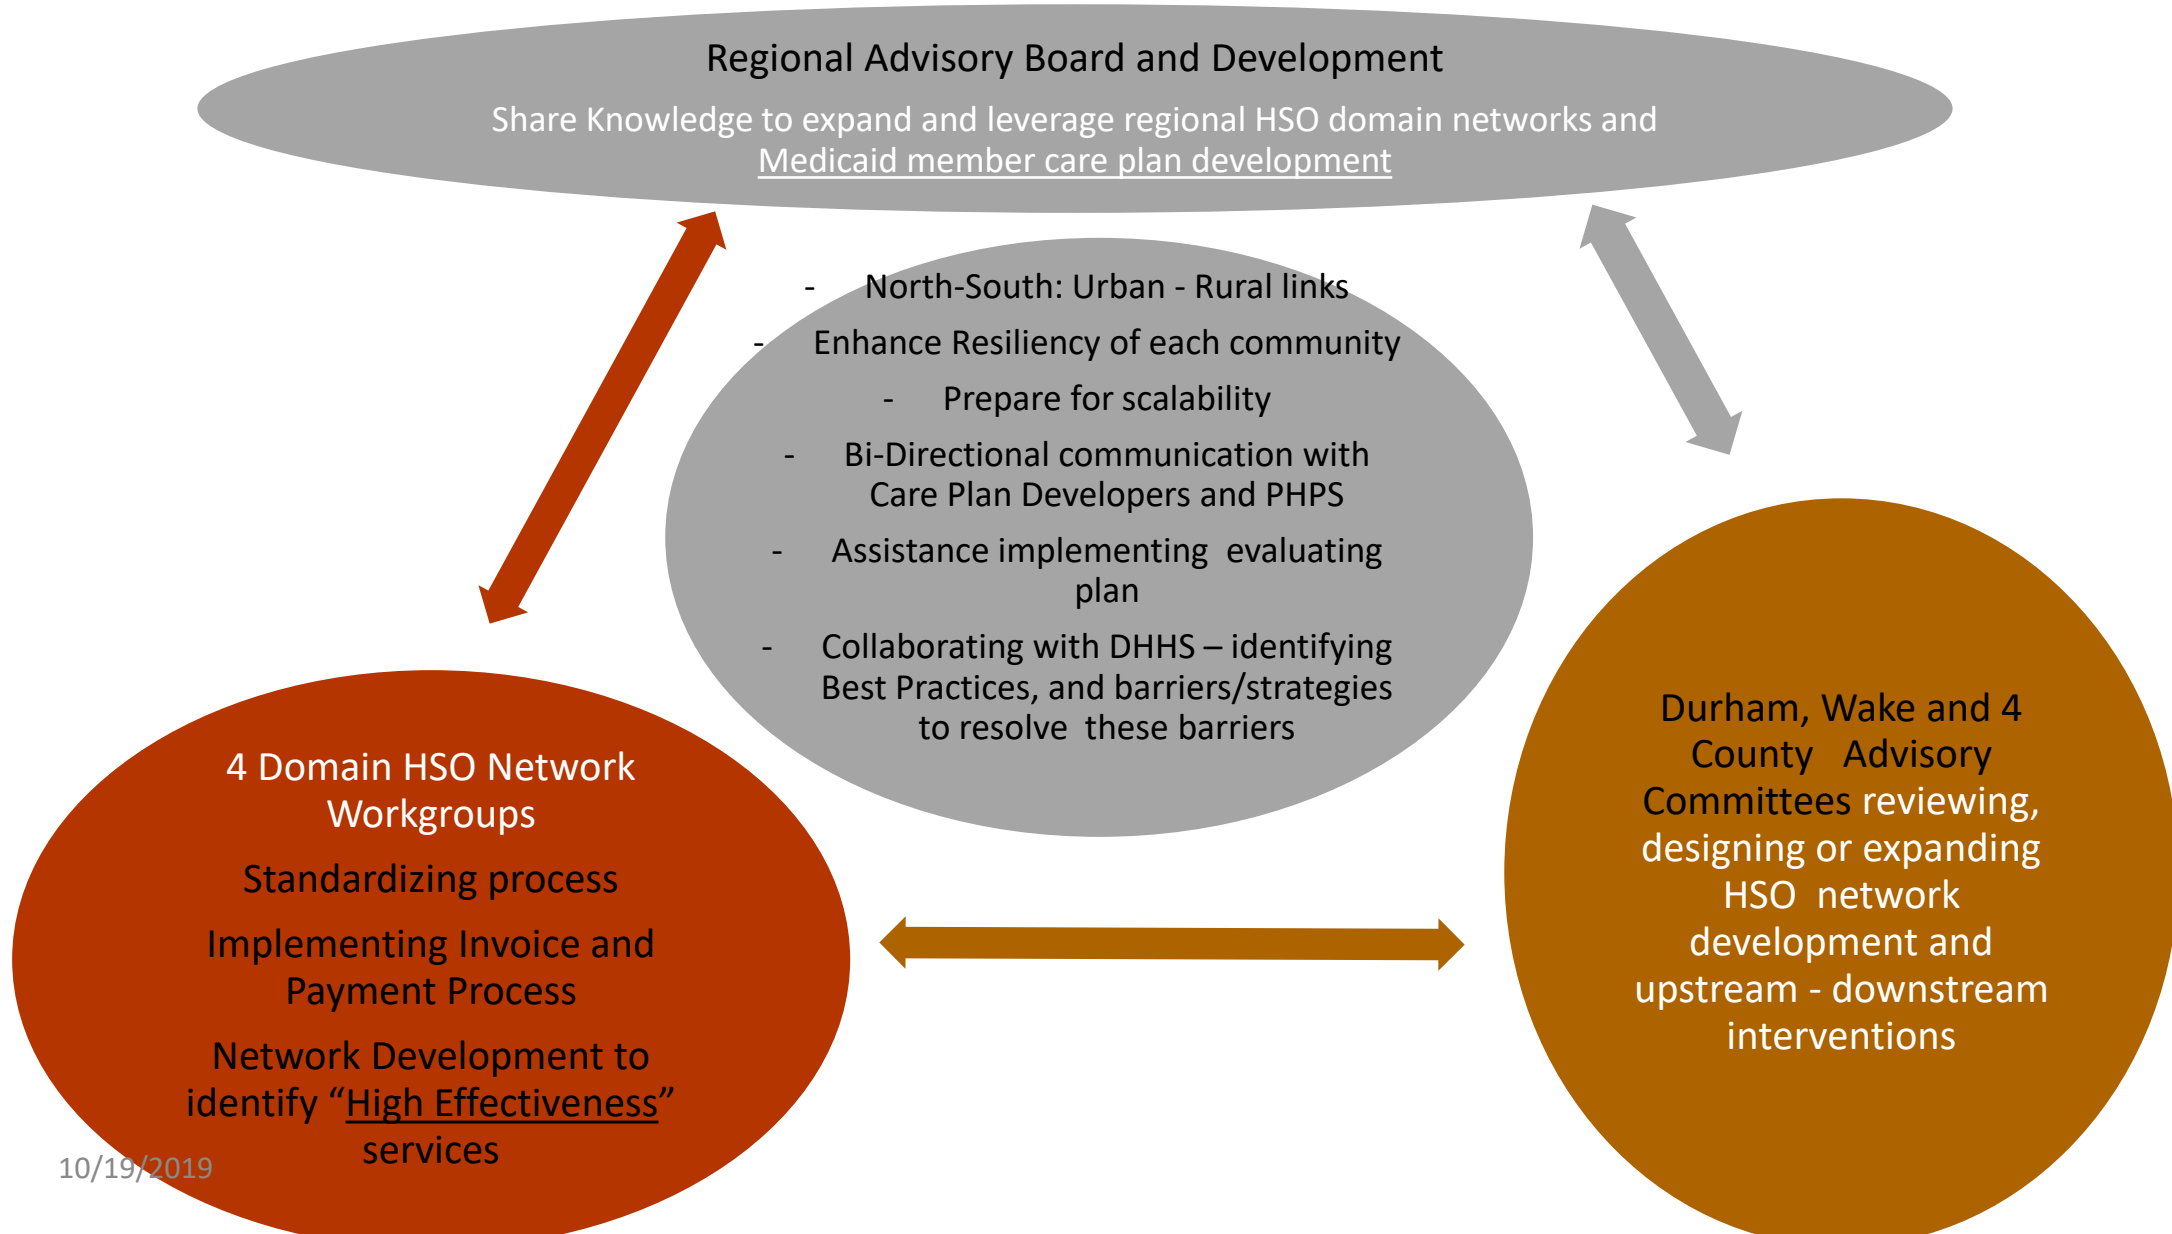 Regional Advisory Board and Development
Share Knowledge to expand and leverage regional HSO domain networks and
Medicaid member care plan development
- North-South: Urban - Rural links
- Enhance Resiliency of each community
- Prepare for scalability
- Bi-Directional communication with
Care Plan Developers and PHPS
- Assistance implementing  evaluating
plan
- Collaborating with DHHS – identifying
Best Practices, and barriers/strategies
to resolve  these barriers
4 Domain HSO Network
Workgroups
Standardizing process
Implementing Invoice and
Payment Process
Network Development to
identify “High Effectiveness”
services
Durham, Wake and 4
County   Advisory
Committees reviewing,
designing or expanding
HSO  network
development and
upstream - downstream
interventions
10/19/2019